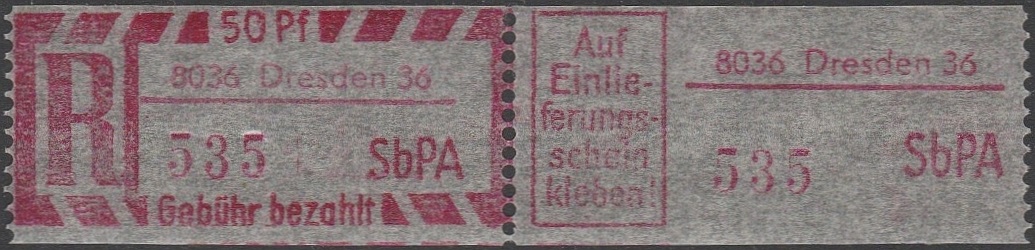 50 Pf
R
8036 Dresden 36
535 SbPA
Gebühr bezahlt
Auf
Einlie-
ferungs-
schein
kleben!
8036 Dresden 36
535 SbPA